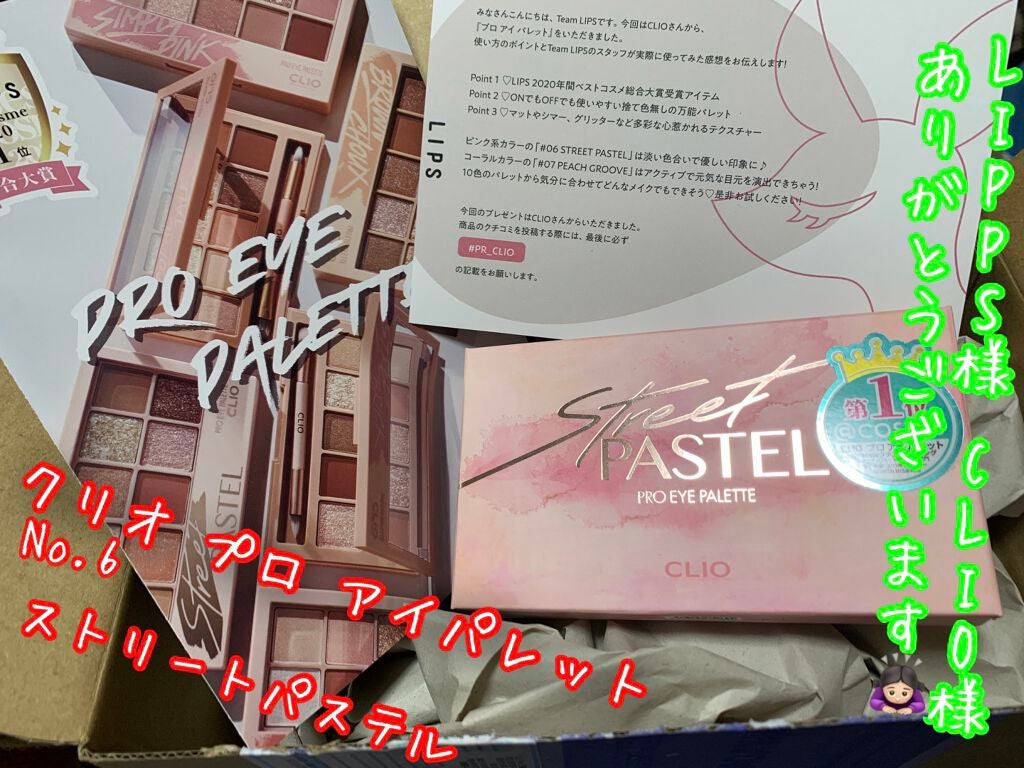 SIMPLY
PINK
PRO EYE PALETTE
CLIO
合大賞
BROWN
CHOUX
PRO EYE
PALETTE
CLIO
CLIO
PASTEL
Street
LIPS
みなさんこんにちは、Team LIPSです。今回はCLIOさんから、
『プロ アイ パレット』をいただきました。
使い方のポイントとTeam LIPSのスタッフが実際に使ってみた感想をお伝えします!
Point 1 ♡LIPS 2020年間ベストコスメ総合大賞受賞アイテム
Point 2 ♡ONでもOFFでも使いやすい捨て色無しの万能パレット
Point 3 ♡マットやシマー、グリッターなど多彩な心惹かれるテクスチャー
ピンク系カラーの「#06 STREET PASTEL」は淡い色合いで優しい印象に♪
コーラルカラーの「#07 PEACH GROOVE」はアクティブで元気な目元を演出できちゃう!
10色のパレットから気分に合わせてどんなメイクでもできそう♡是非お試しください!
今回のプレゼントはCLIOさんからいただきました。
商品のクチコミを投稿する際には、最後に必ず
#PR_CLIO
の記載をお願いします。
Street
PASTEL
PRO EYE PALETTE
CLIO
第1位
@COSME
LIPPS様 CLIO様
ありがとうございます🙇🏻‍♀️
クリオ プロ アイパレット
No.6
ストリートパステル